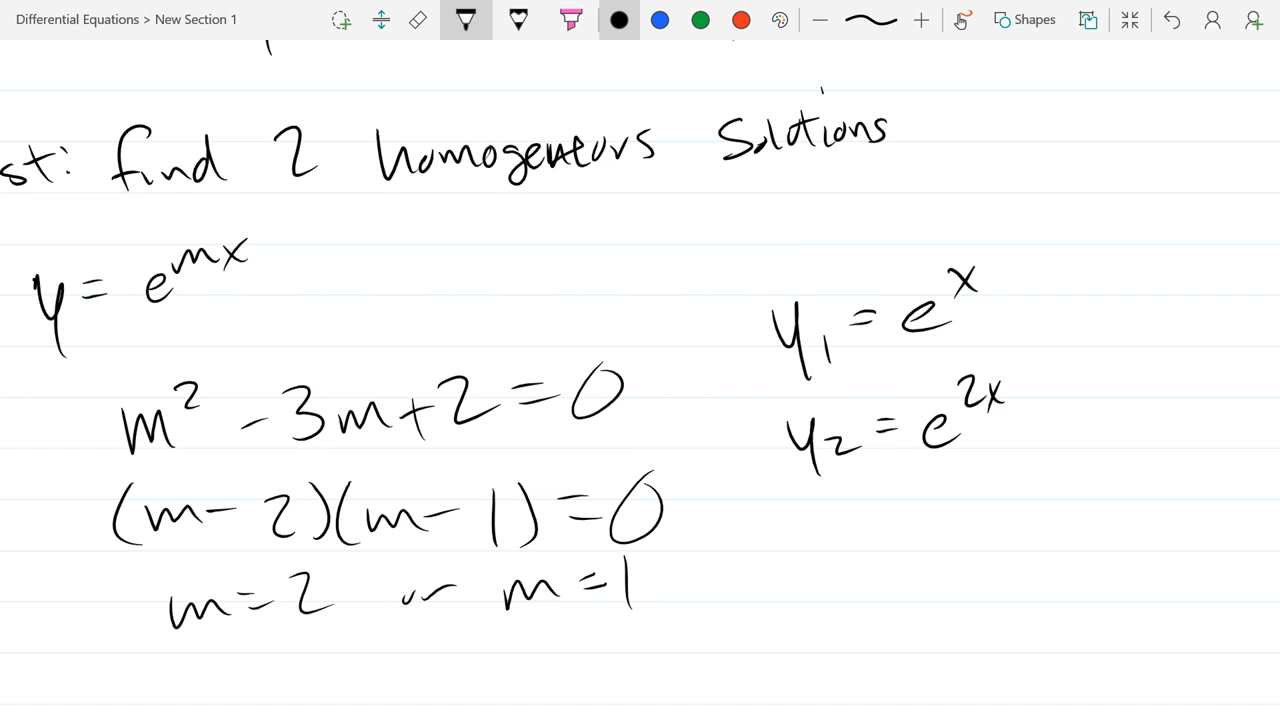 Differential Equations > New Section 1
Shapes
st: find 2 homogeneous solutions
y = e^{mx}
m² - 3m + 2 = 0
(m - 2)(m - 1) = 0
m = 2 or m = 1
y₁ = e^x
y₂ = e^{2x}